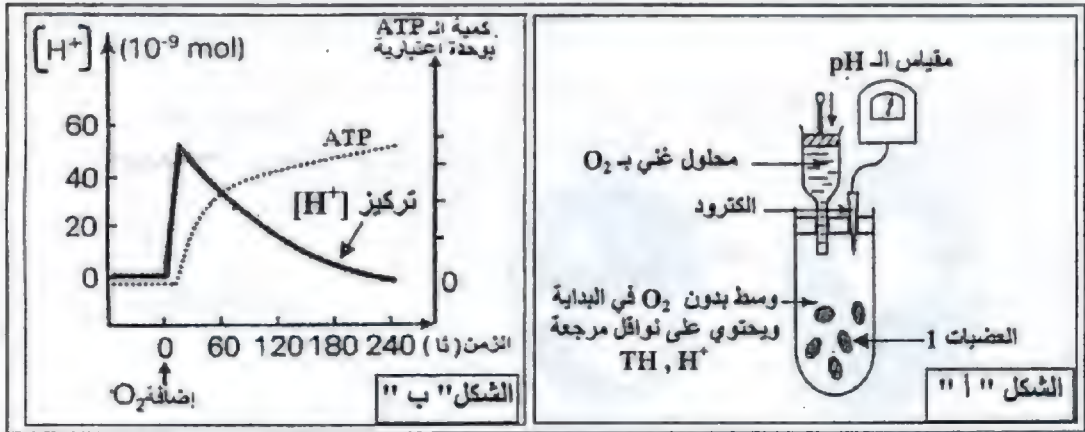 مقياس الـ pH
محلول غني بـ O₂
الكترود
وسط بدون O₂ في البداية
ويحتوي على نواقل مرجعة
TH , H⁺
العضيات 1
الشكل " أ "
[H⁺] (10⁻⁹ mol)
كمية الـ ATP
بوحدة اعتبارية
60
40
20
0
ATP
تركيز [H⁺]
0
0 60 120 180 240 الزمن (ثا)
إضافة O₂
الشكل " ب "